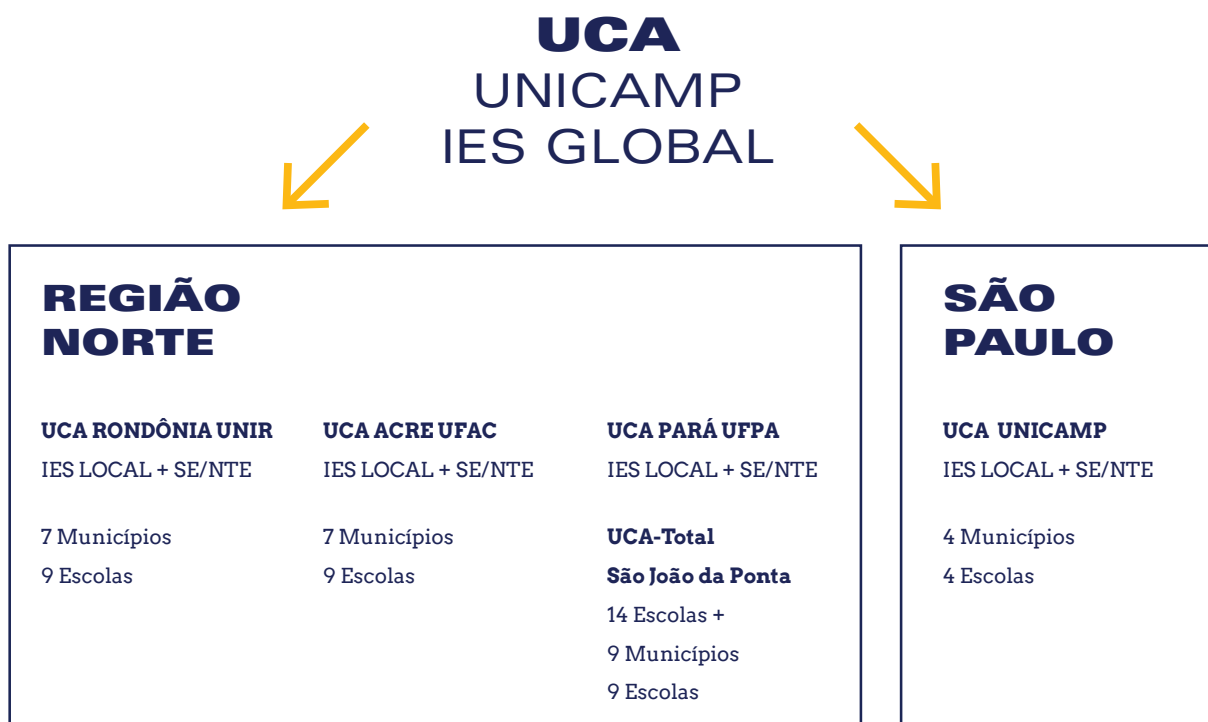 UCA
UNICAMP
IES GLOBAL
REGIÃO
NORTE
UCA RONDÔNIA UNIR
IES LOCAL + SE/NTE
7 Municípios
9 Escolas
UCA ACRE UFAC
IES LOCAL + SE/NTE
7 Municípios
9 Escolas
UCA PARÁ UFPA
IES LOCAL + SE/NTE
UCA-Total
São João da Ponta
14 Escolas +
9 Municípios
9 Escolas
SÃO
PAULO
UCA UNICAMP
IES LOCAL + SE/NTE
4 Municípios
4 Escolas